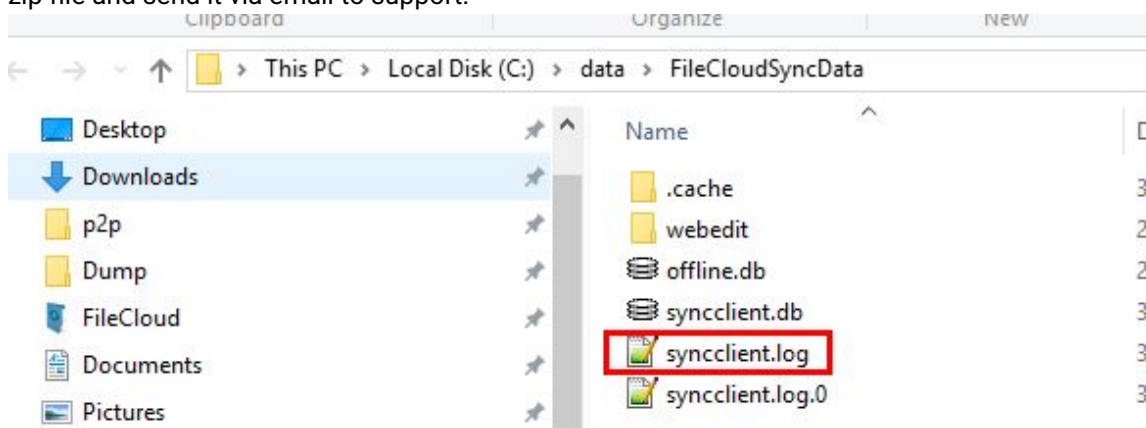 zip file and send it via email to support.
Clipboard Organize New
This PC > Local Disk (C:) > data > FileCloudSyncData
Desktop
Downloads
p2p
Dump
FileCloud
Documents
Pictures
Name
.cache
webedit
offline.db
syncclient.db
syncclient.log
syncclient.log.0